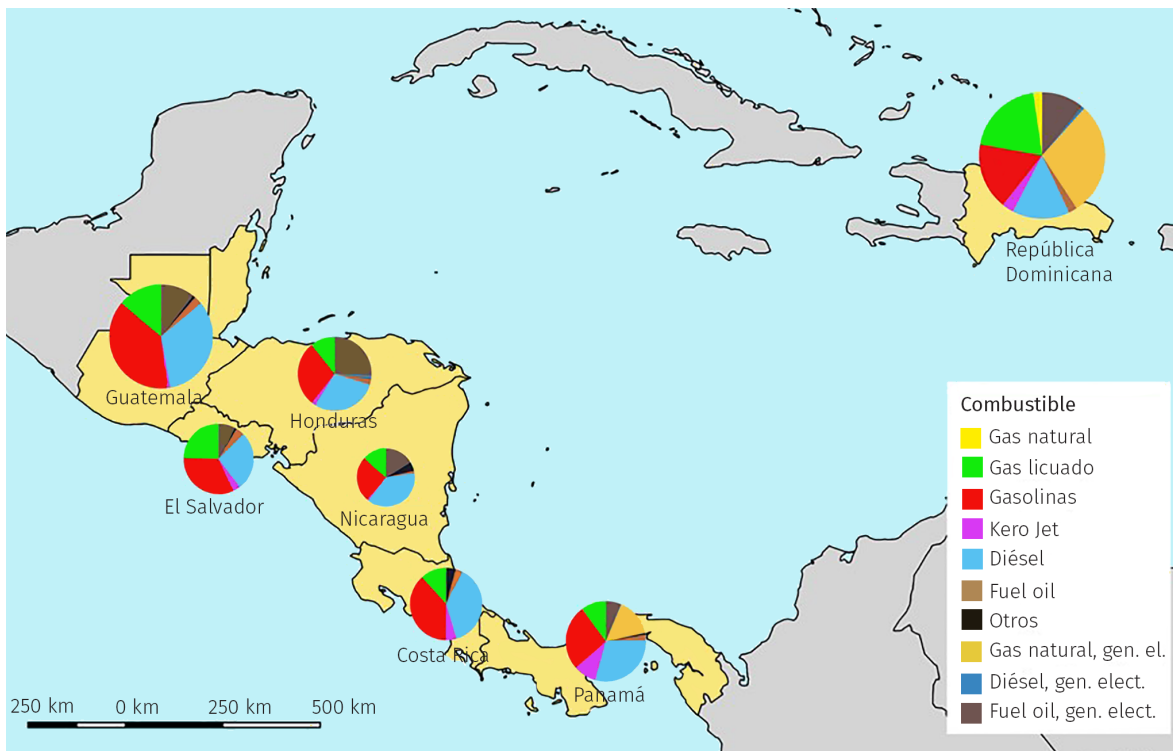 República
Dominicana
Guatemala
Honduras
El Salvador
Nicaragua
Costa Rica
Panamá
Combustible
Gas natural
Gas licuado
Gasolinas
Kero Jet
Diésel
Fuel oil
Otros
Gas natural, gen. el.
Diésel, gen. elect.
Fuel oil, gen. elect.
250 km 0 km 250 km 500 km